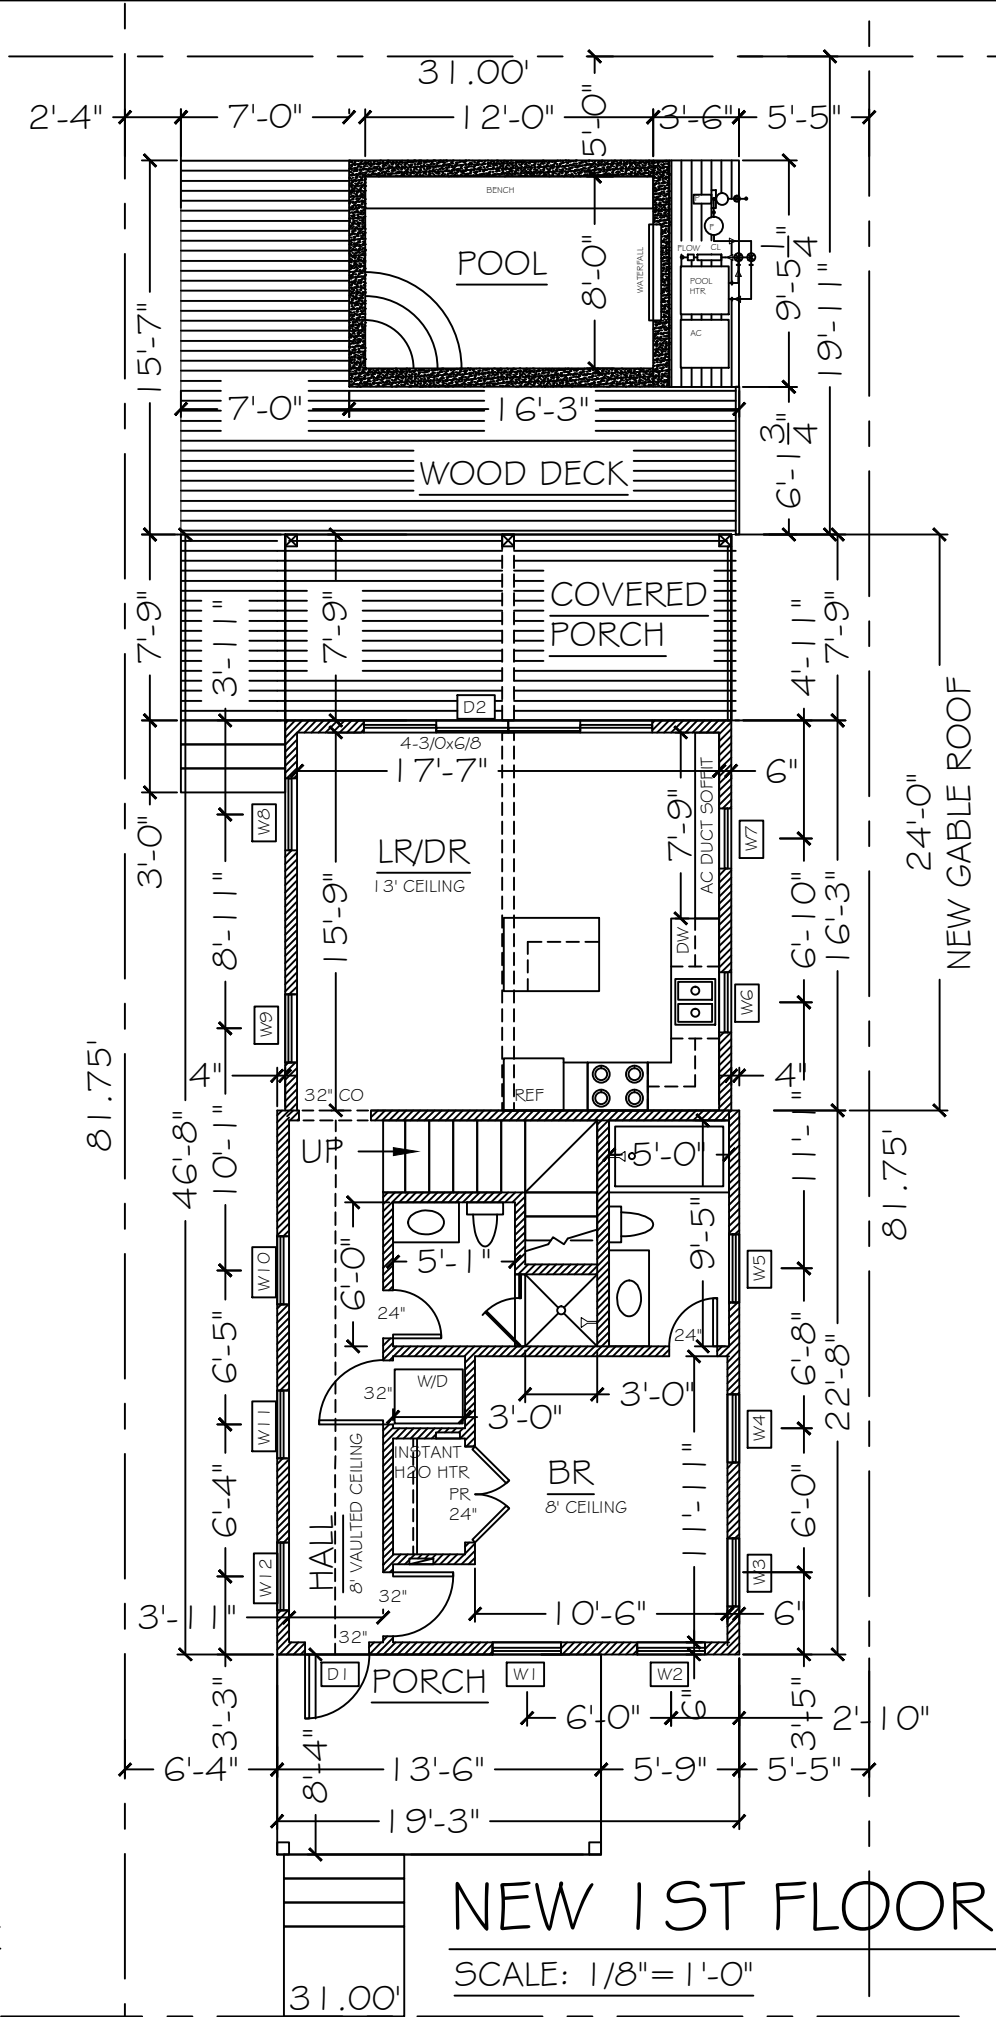 31.00'
2'-4" 7'-0" 12'-0" 3'-6" 5'-5"
5'-0"
BENCH
POOL
8'-0"
WATERFALL
FLOW CL
F
POOL
HTR
AC
9'-5 1/4
19'-11"
15'-7"
7'-0" 16'-3"
6'-1 3/4
WOOD DECK
COVERED
PORCH
7'-9"
3'-11"
7'-9"
4'-11"
7'-9"
D2
4-3/0x6/8
17'-7"
6"
NEW GABLE ROOF
24'-0"
3'-0"
W8
LR/DR
13' CEILING
7'-9"
AC DUCT SOFFIT
W7
8'-11"
15'-9"
DW
6'-10"
16'-3"
W9
W6
81.75'
4"
32" CO
REF
4"
46'-8"
10'-1"
UP
5'-0"
11'-1"
81.75'
W10
6'-0"
5'-1"
9'-5"
W5
24"
24"
6'-5"
6'-8"
22'-8"
32"
W/D
3'-0"
3'-0"
W11
W4
INSTANT
H2O HTR
PR
24"
BR
8' CEILING
11'-11"
6'-4"
HALL
8' VAULTED CEILING
6'-0"
W12
W3
32"
3'-11"
10'-6"
6"
32"
D1
PORCH
W1
W2
3'-3"
8'-4"
6'-0"
6"
3'-5"
2'-10"
6'-4" 13'-6" 5'-9" 5'-5"
19'-3"
NEW 1ST FLOOR
SCALE: 1/8"=1'-0"
31.00'